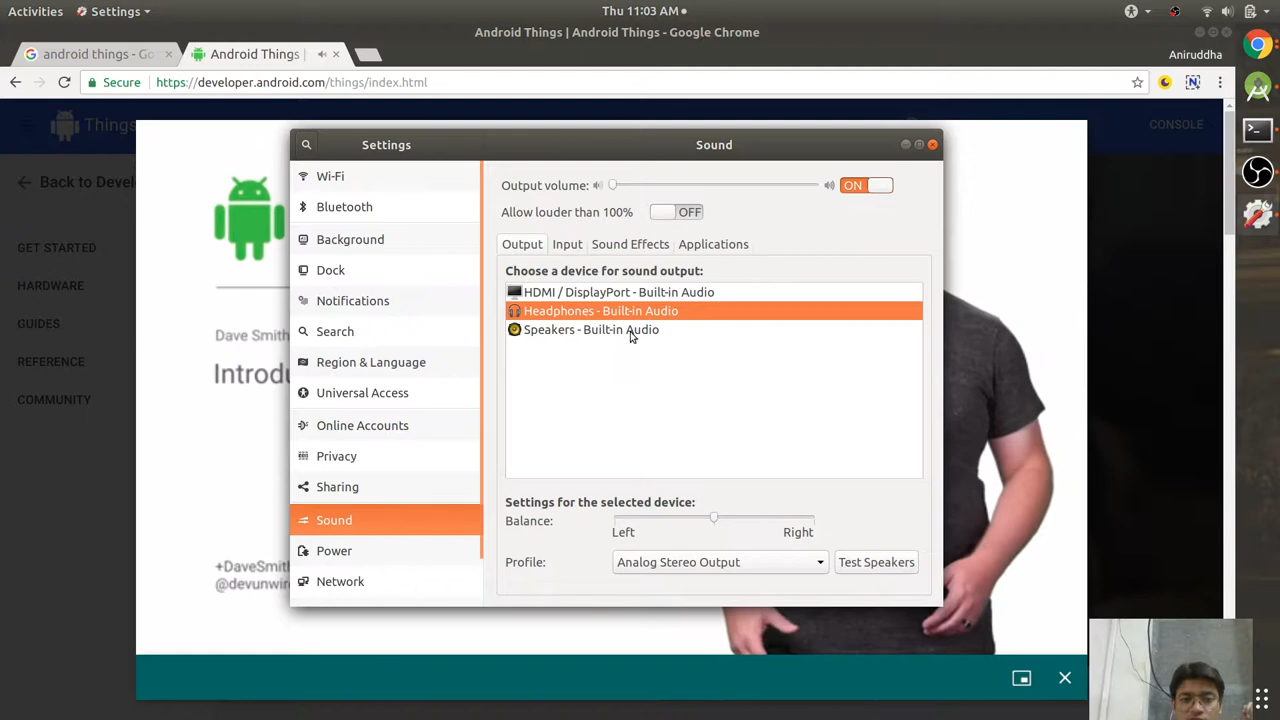 Activities
Settings
Thu 11:03 AM
Android Things | Android Things - Google Chrome
android things - Go
Android Things
Aniruddha
Secure
https://developer.android.com/things/index.html
Things
CONSOLE
Back to Deve
GET STARTED
HARDWARE
GUIDES
REFERENCE
COMMUNITY
Dave Smith
Introdu
+DaveSmith
@devunwire
Settings
Sound
Wi-Fi
Bluetooth
Background
Dock
Notifications
Search
Region & Language
Universal Access
Online Accounts
Privacy
Sharing
Sound
Power
Network
Output volume:
ON
Allow louder than 100%
OFF
Output
Input
Sound Effects
Applications
Choose a device for sound output:
HDMI / DisplayPort - Built-in Audio
Headphones - Built-in Audio
Speakers - Built-in Audio
Settings for the selected device:
Balance:
Left
Right
Profile:
Analog Stereo Output
Test Speakers